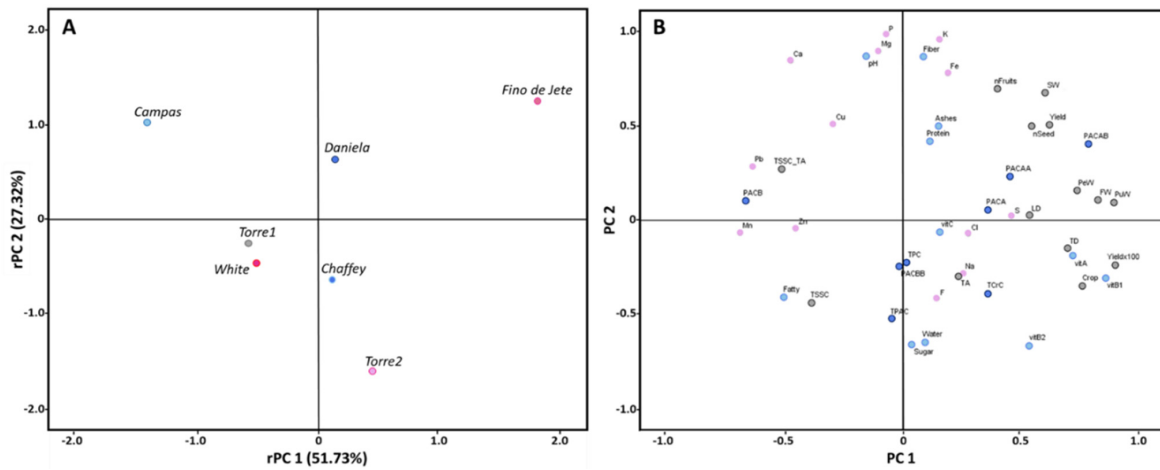 A
rPC 2 (27.32%)
2.0
1.0
0
-1.0
-2.0
Campas
Fino de Jete
Daniela
Torre1
White
Chaffey
Torre2
-2.0 -1.0 0 1.0 2.0
rPC 1 (51.73%)
B
PC 2
1.0
0.5
0
-0.5
-1.0
P
K
Mg
Ca
pH
Fiber
Fe
nFruits
SW
Cu
Ashes
nSeed
Yield
Protein
PACAB
Pb
TSSC_TA
PACAA
PACB
PeW
FW
PuW
PACA
S
LD
Mn
Zn
vitC
Cl
TD
vitA
TPC
PACBB
Na
TA
Yieldx100
Crop
vitB1
Fatty
TSSC
F
TCrC
TPAC
Water
Sugar
vitB2
-1.0 -0.5 0 0.5 1.0
PC 1